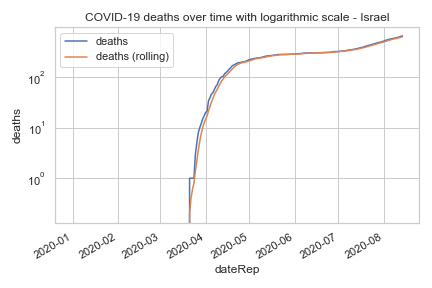 COVID-19 deaths over time with logarithmic scale - Israel
deaths
deaths (rolling)
10²
10¹
10⁰
deaths
2020-01
2020-02
2020-03
2020-04
2020-05
2020-06
2020-07
2020-08
dateRep